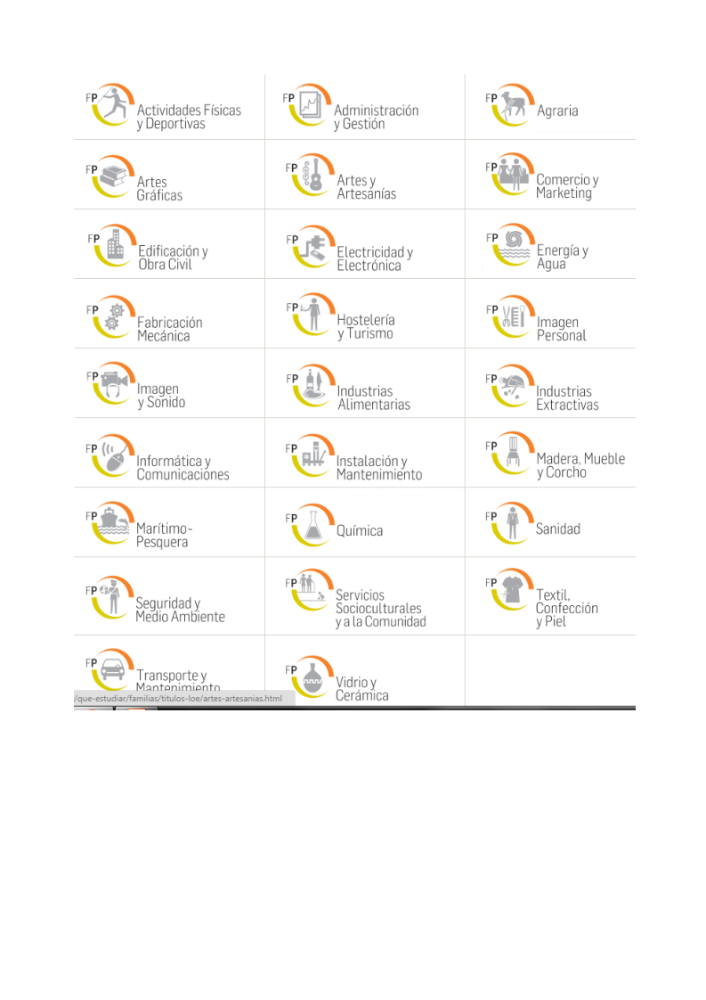 FP Actividades Físicas
y Deportivas
FP Administración
y Gestión
FP Agraria
FP Artes
Gráficas
FP Artes y
Artesanías
FP Comercio y
Marketing
FP Edificación y
Obra Civil
FP Electricidad y
Electrónica
FP Energía y
Agua
FP Fabricación
Mecánica
FP Hostelería
y Turismo
FP Imagen
Personal
FP Imagen
y Sonido
FP Industrias
Alimentarias
FP Industrias
Extractivas
FP Informática y
Comunicaciones
FP Instalación y
Mantenimiento
FP Madera, Mueble
y Corcho
FP Marítimo-
Pesquera
FP Química
FP Sanidad
FP Seguridad y
Medio Ambiente
FP Servicios
Socioculturales
y a la Comunidad
FP Textil,
Confección
y Piel
FP Transporte y
Mantenimiento
FP Vidrio y
Cerámica
/que-estudiar/familias/titulos-loe/artes-artesanias.html